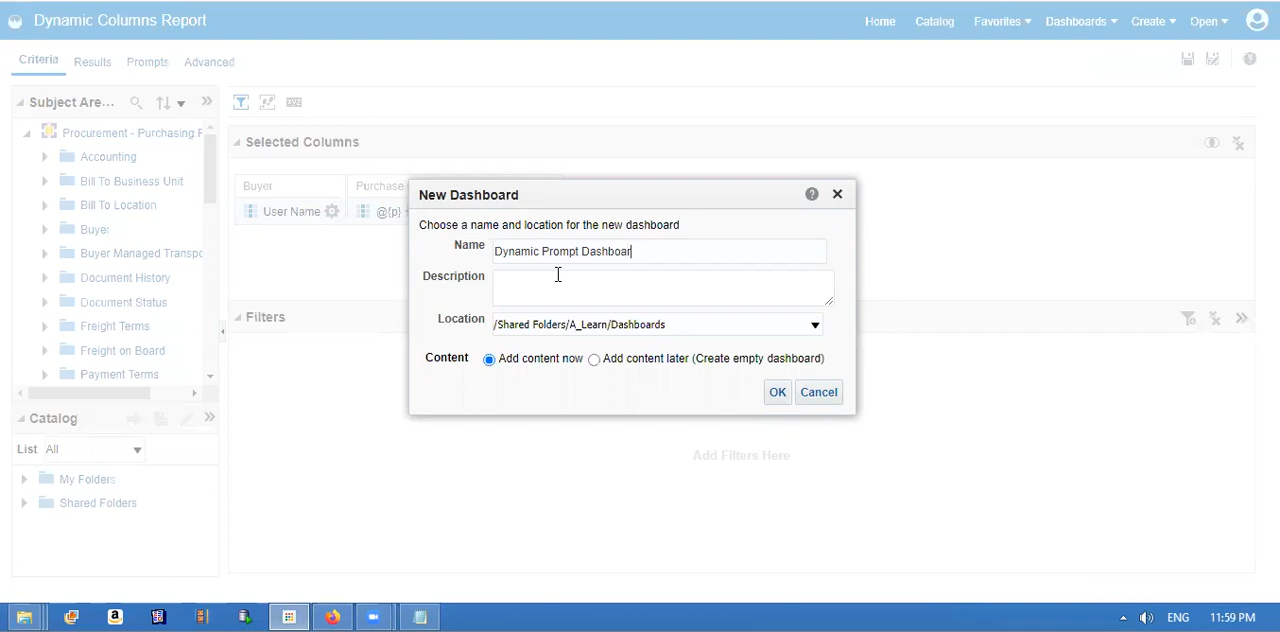 Dynamic Columns Report
Home Catalog Favorites Dashboards Create Open
Criteria Results Prompts Advanced
Subject Are...
Procurement - Purchasing
Accounting
Bill To Business Unit
Bill To Location
Buyer
Buyer Managed Transpo
Document History
Document Status
Freight Terms
Freight on Board
Payment Terms
Catalog
List All
My Folders
Shared Folders
Selected Columns
Buyer
Purchase
User Name
@{p}
Filters
Add Filters Here
New Dashboard
Choose a name and location for the new dashboard
Name Dynamic Prompt Dashboar
Description
Location /Shared Folders/A_Learn/Dashboards
Content Add content now Add content later (Create empty dashboard)
OK Cancel
ENG 11:59 PM